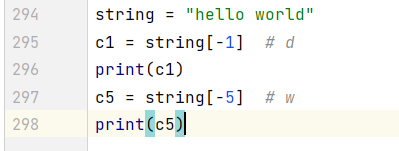 294 string = "hello world"
295 c1 = string[-1]  # d
296 print(c1)
297 c5 = string[-5]  # w
298 print(c5)